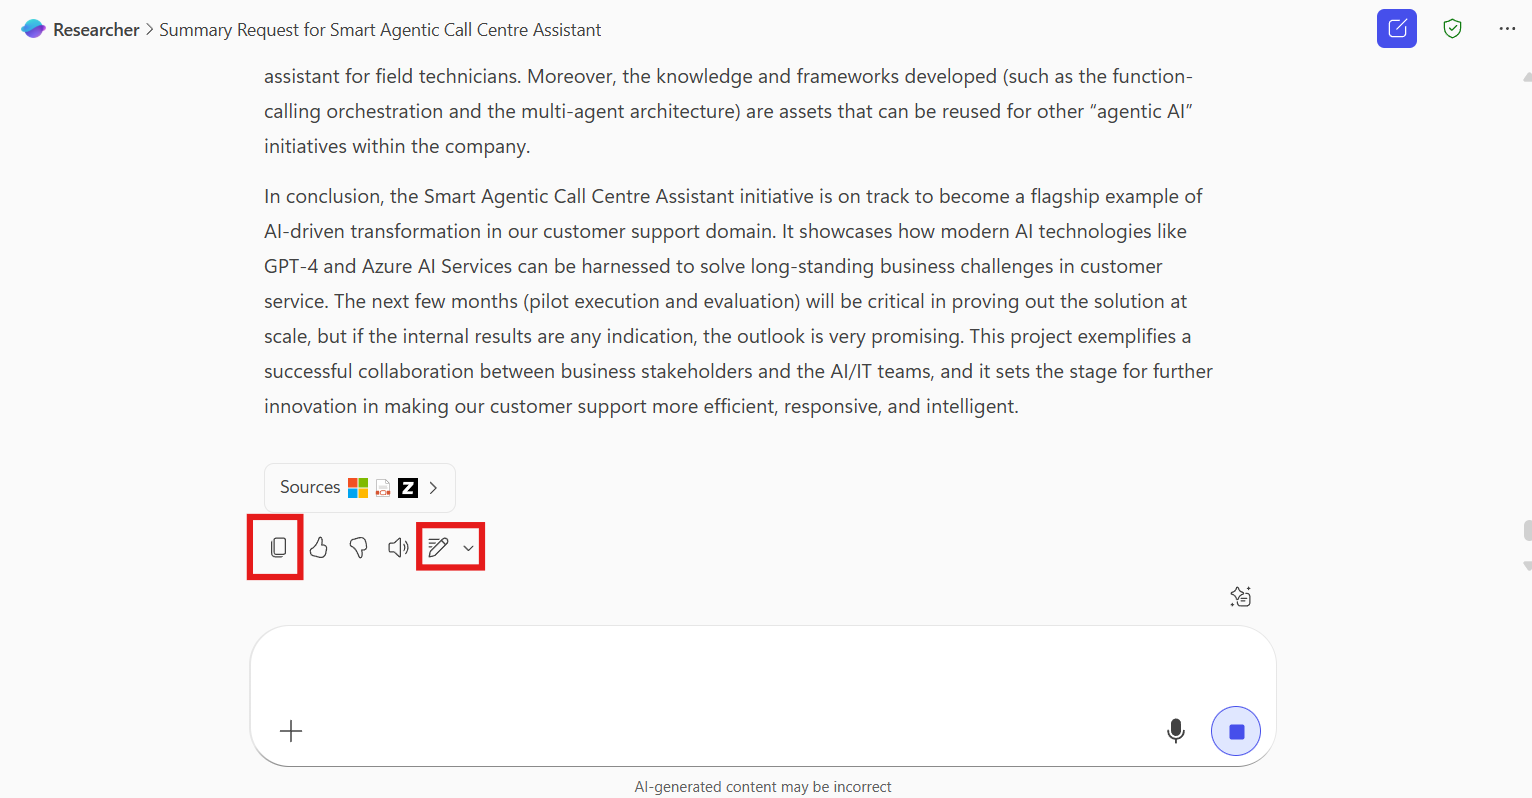 Researcher > Summary Request for Smart Agentic Call Centre Assistant
assistant for field technicians. Moreover, the knowledge and frameworks developed (such as the function-
calling orchestration and the multi-agent architecture) are assets that can be reused for other “agentic AI”
initiatives within the company.
In conclusion, the Smart Agentic Call Centre Assistant initiative is on track to become a flagship example of
AI-driven transformation in our customer support domain. It showcases how modern AI technologies like
GPT-4 and Azure AI Services can be harnessed to solve long-standing business challenges in customer
service. The next few months (pilot execution and evaluation) will be critical in proving out the solution at
scale, but if the internal results are any indication, the outlook is very promising. This project exemplifies a
successful collaboration between business stakeholders and the AI/IT teams, and it sets the stage for further
innovation in making our customer support more efficient, responsive, and intelligent.
Sources Z
AI-generated content may be incorrect